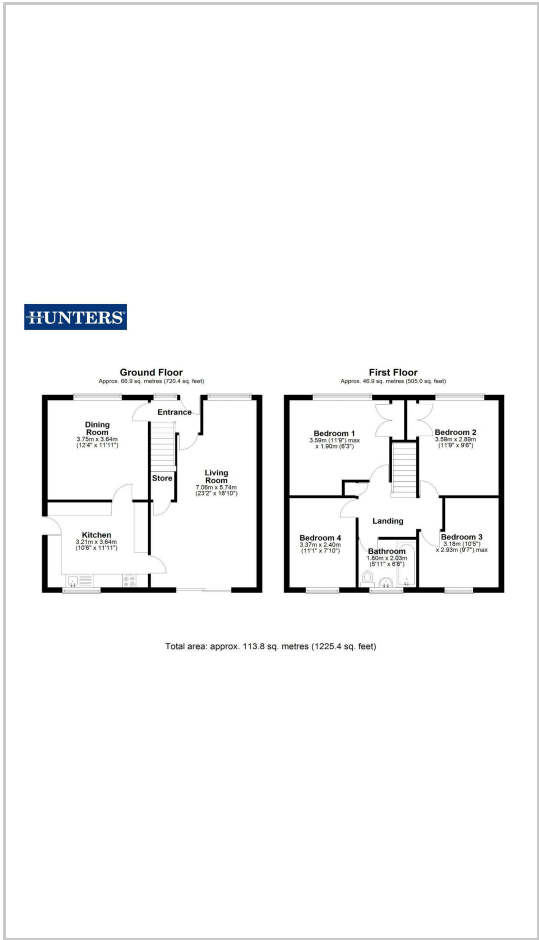 HUNTERS
Ground Floor
Approx. 66.9 sq. metres (720.4 sq. feet)
Dining
Room
3.75m x 3.64m
(12'4" x 11'11")
Entrance
Store
Living
Room
7.06m x 5.74m
(23'2" x 18'10")
Kitchen
3.21m x 3.64m
(10'6" x 11'11")
First Floor
Approx. 46.9 sq. metres (505.0 sq. feet)
Bedroom 1
3.59m (11'9") max
x 1.90m (6'3")
Bedroom 2
3.59m x 2.89m
(11'9" x 9'6")
Landing
Bedroom 4
3.37m x 2.40m
(11'1" x 7'10")
Bathroom
1.80m x 2.03m
(5'11" x 6'8")
Bedroom 3
3.18m (10'5")
x 2.93m (9'7") max
Total area: approx. 113.8 sq. metres (1225.4 sq. feet)